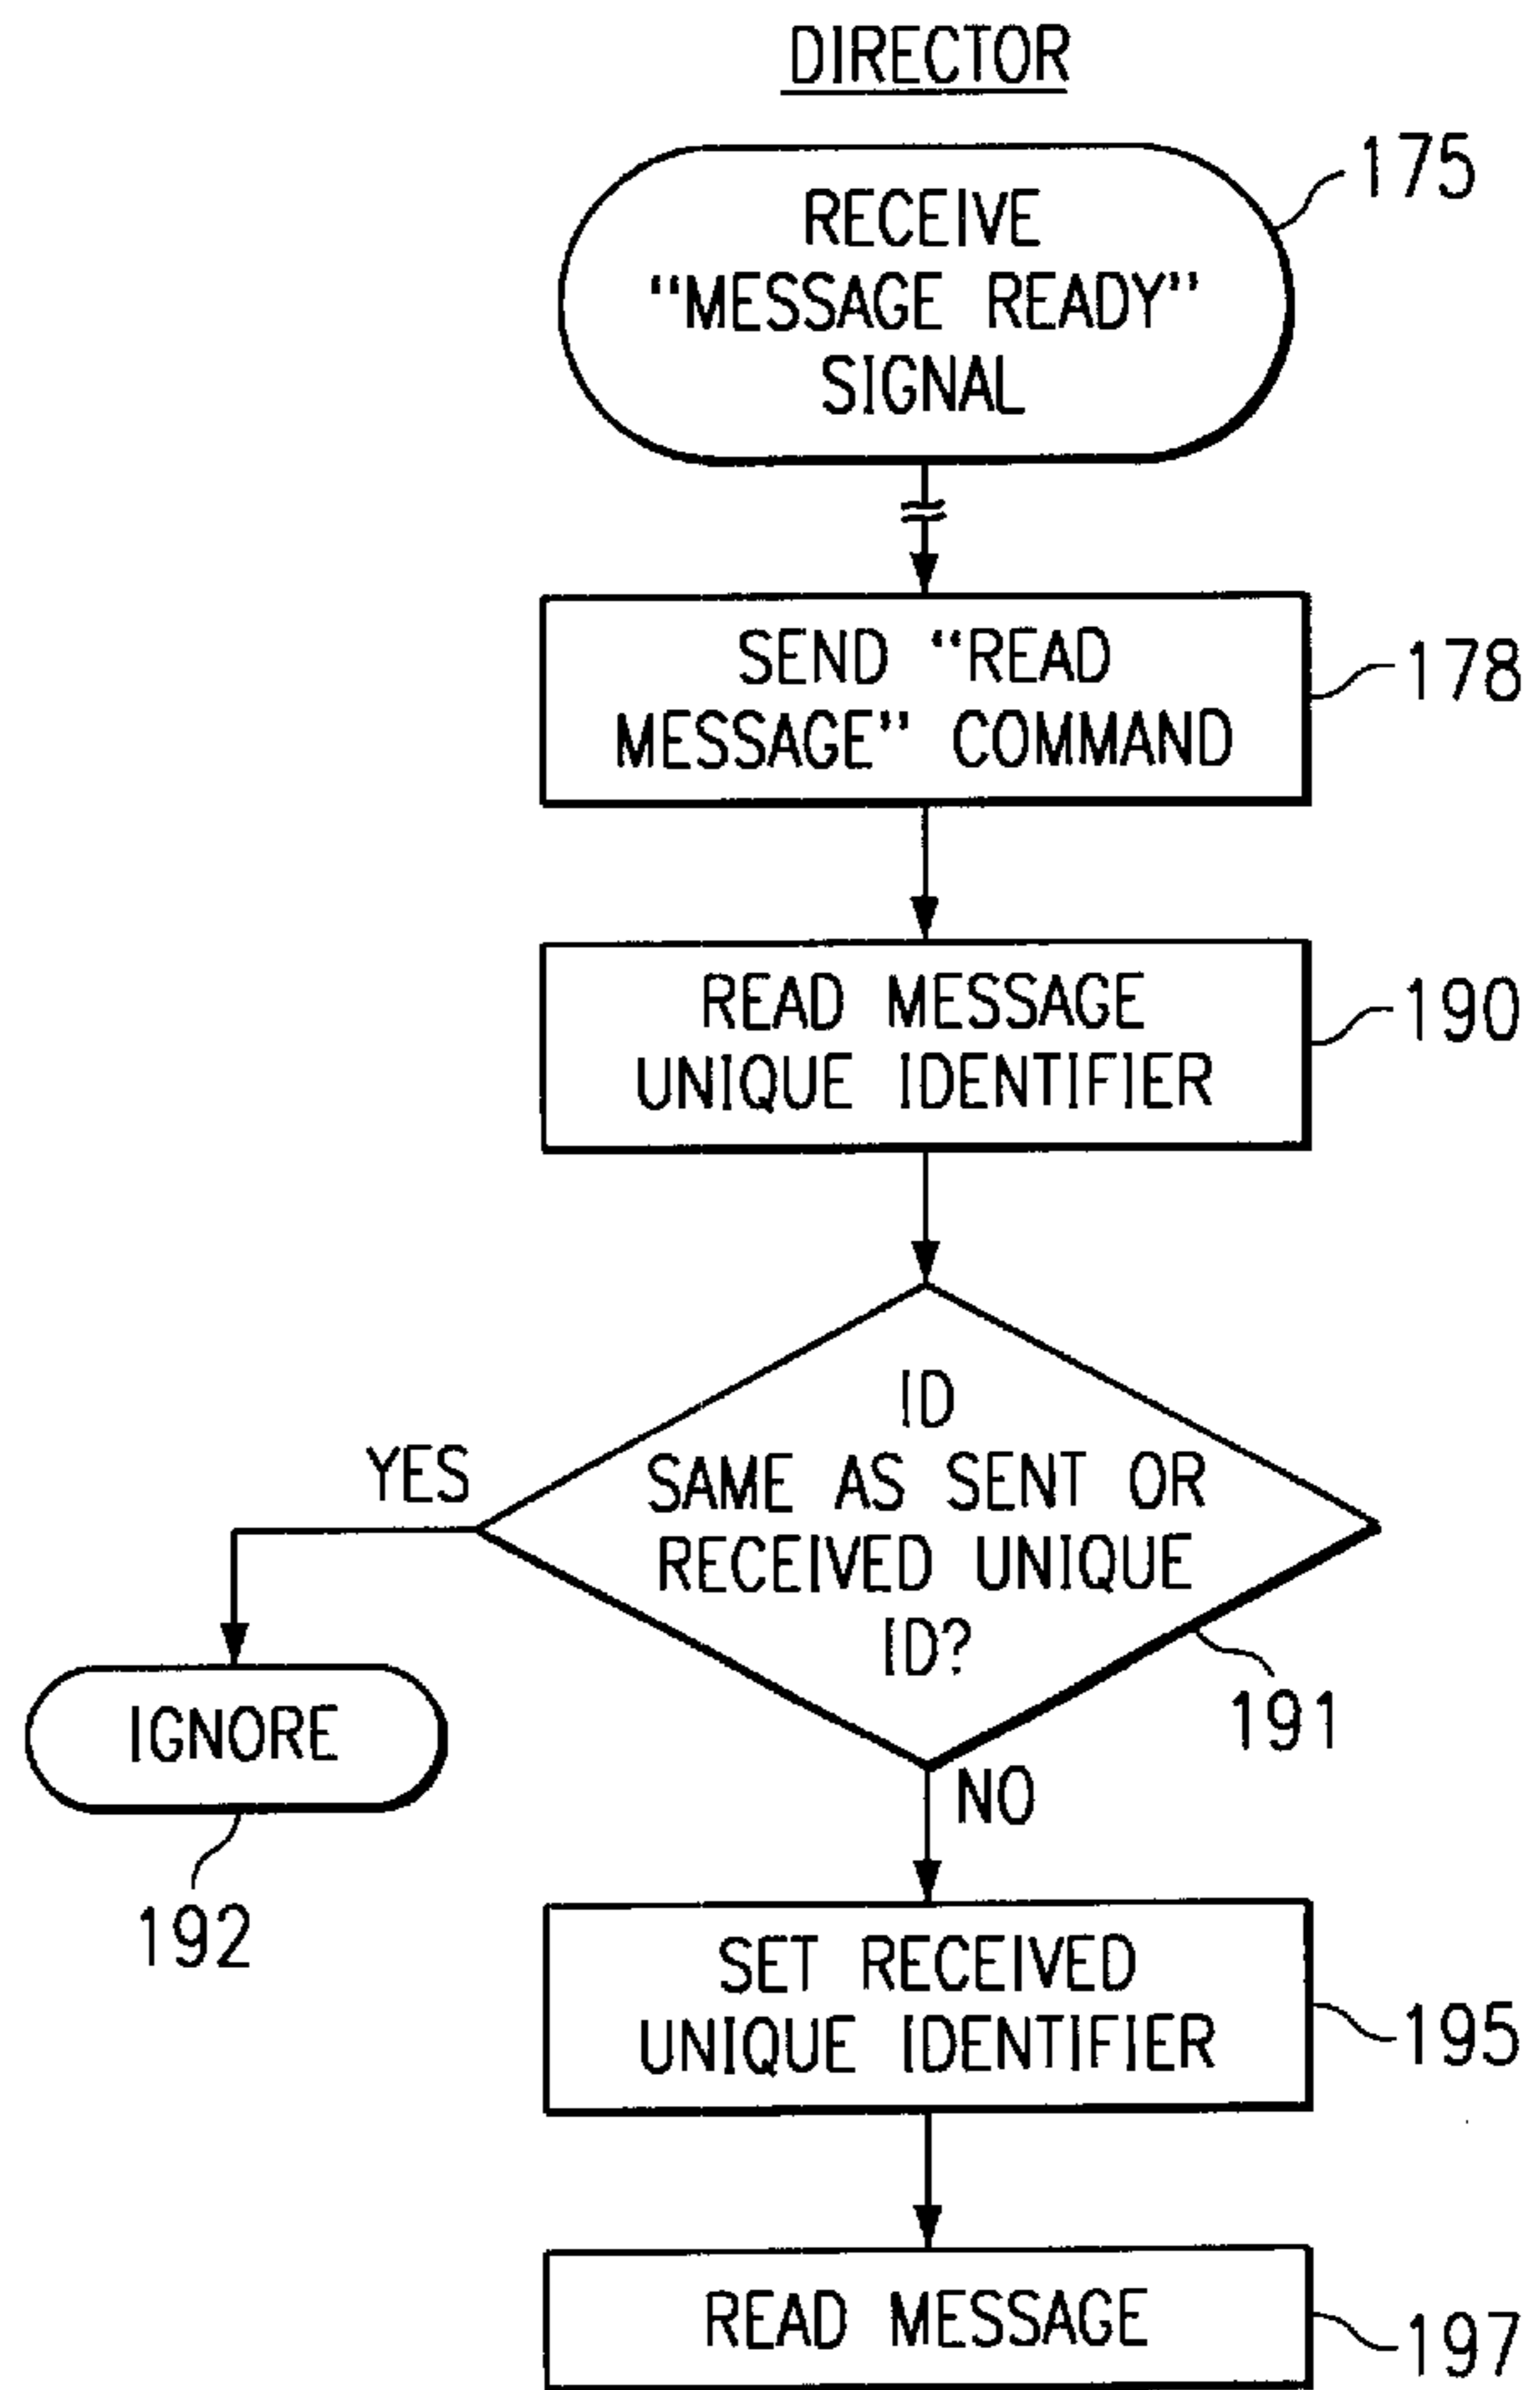 DIRECTOR
RECEIVE
“MESSAGE READY”
SIGNAL
175
SEND “READ
MESSAGE” COMMAND
178
READ MESSAGE
UNIQUE IDENTIFIER
190
ID
SAME AS SENT OR
RECEIVED UNIQUE
ID?
191
YES
IGNORE
192
NO
SET RECEIVED
UNIQUE IDENTIFIER
195
READ MESSAGE
197